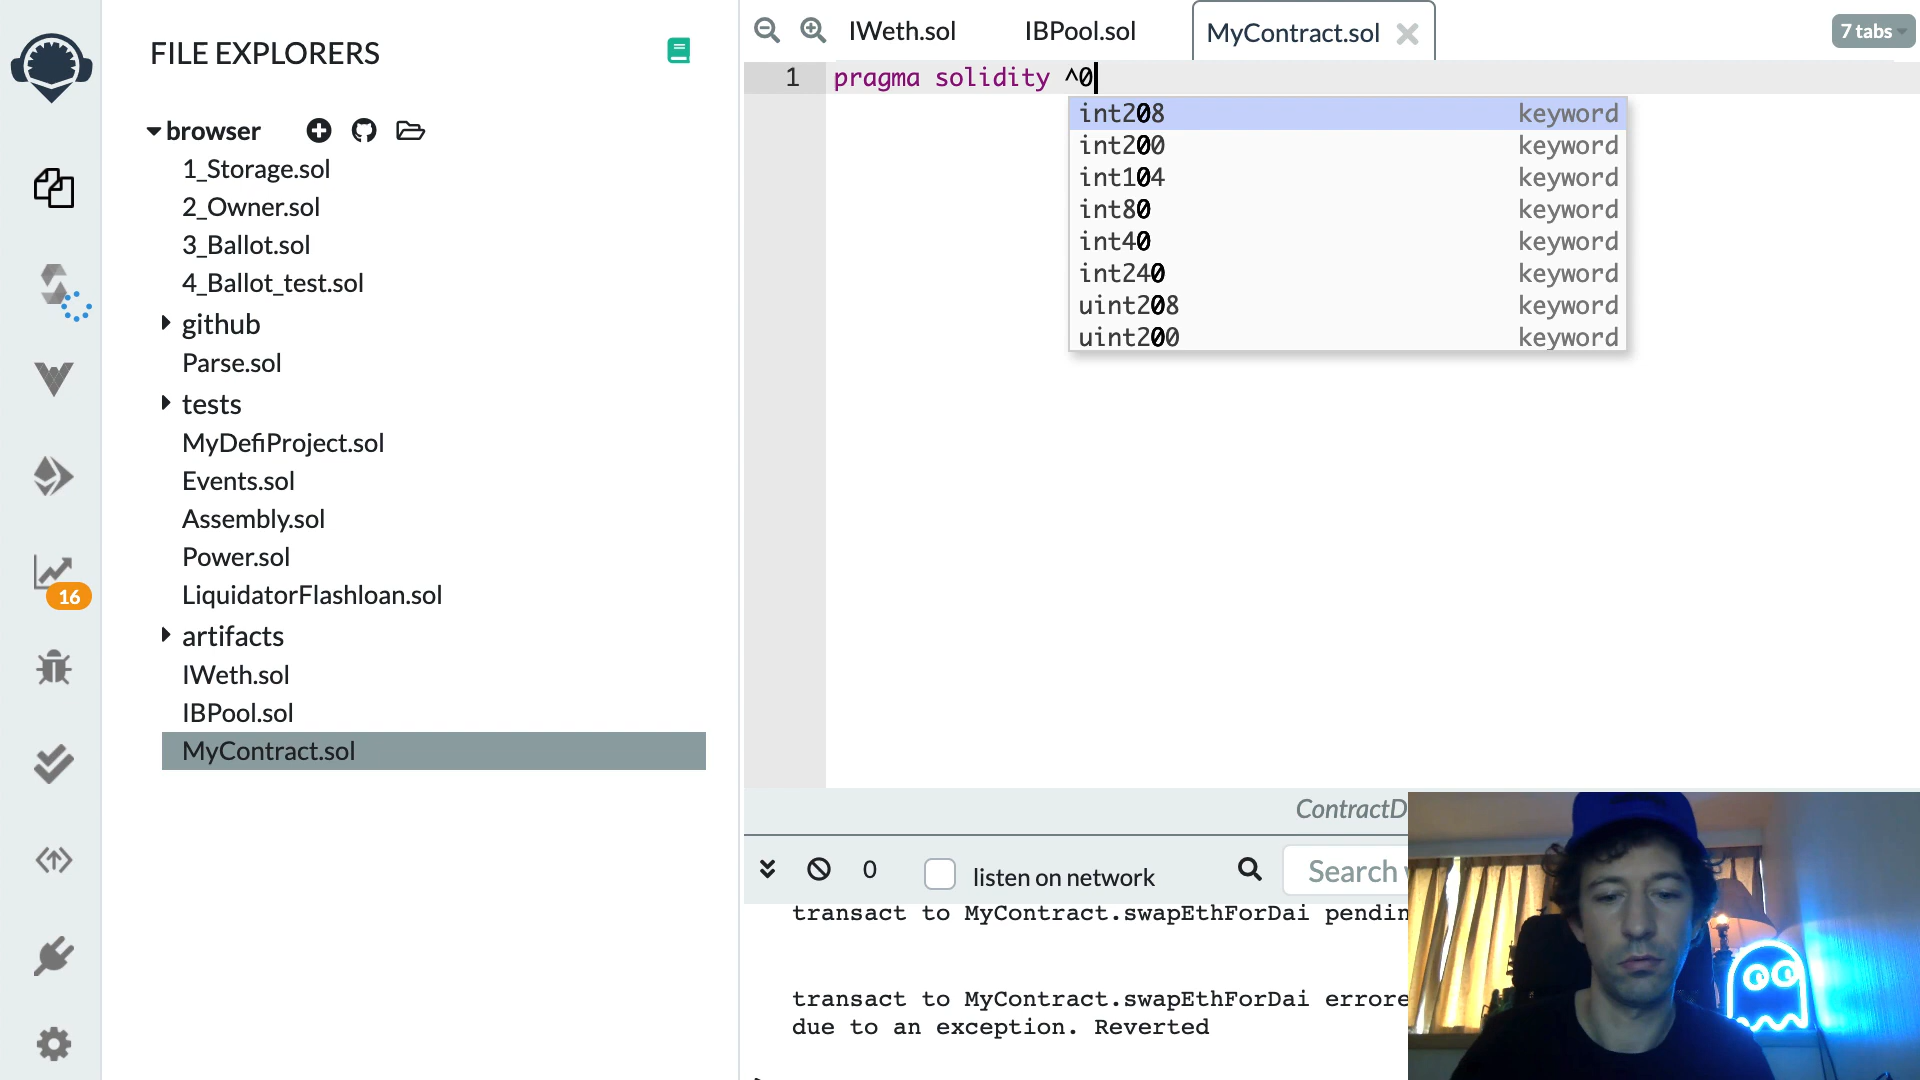 FILE EXPLORERS
browser
1_Storage.sol
2_Owner.sol
3_Ballot.sol
4_Ballot_test.sol
github
Parse.sol
tests
MyDefiProject.sol
Events.sol
Assembly.sol
Power.sol
LiquidatorFlashloan.sol
artifacts
IWeth.sol
IBPool.sol
MyContract.sol
16
IWeth.sol
IBPool.sol
MyContract.sol
7 tabs
1 pragma solidity ^0
int208 keyword
int200 keyword
int104 keyword
int80 keyword
int40 keyword
int240 keyword
uint208 keyword
uint200 keyword
ContractD
0
listen on network
Search
transact to MyContract.swapEthForDai pendin
transact to MyContract.swapEthForDai errore
due to an exception. Reverted